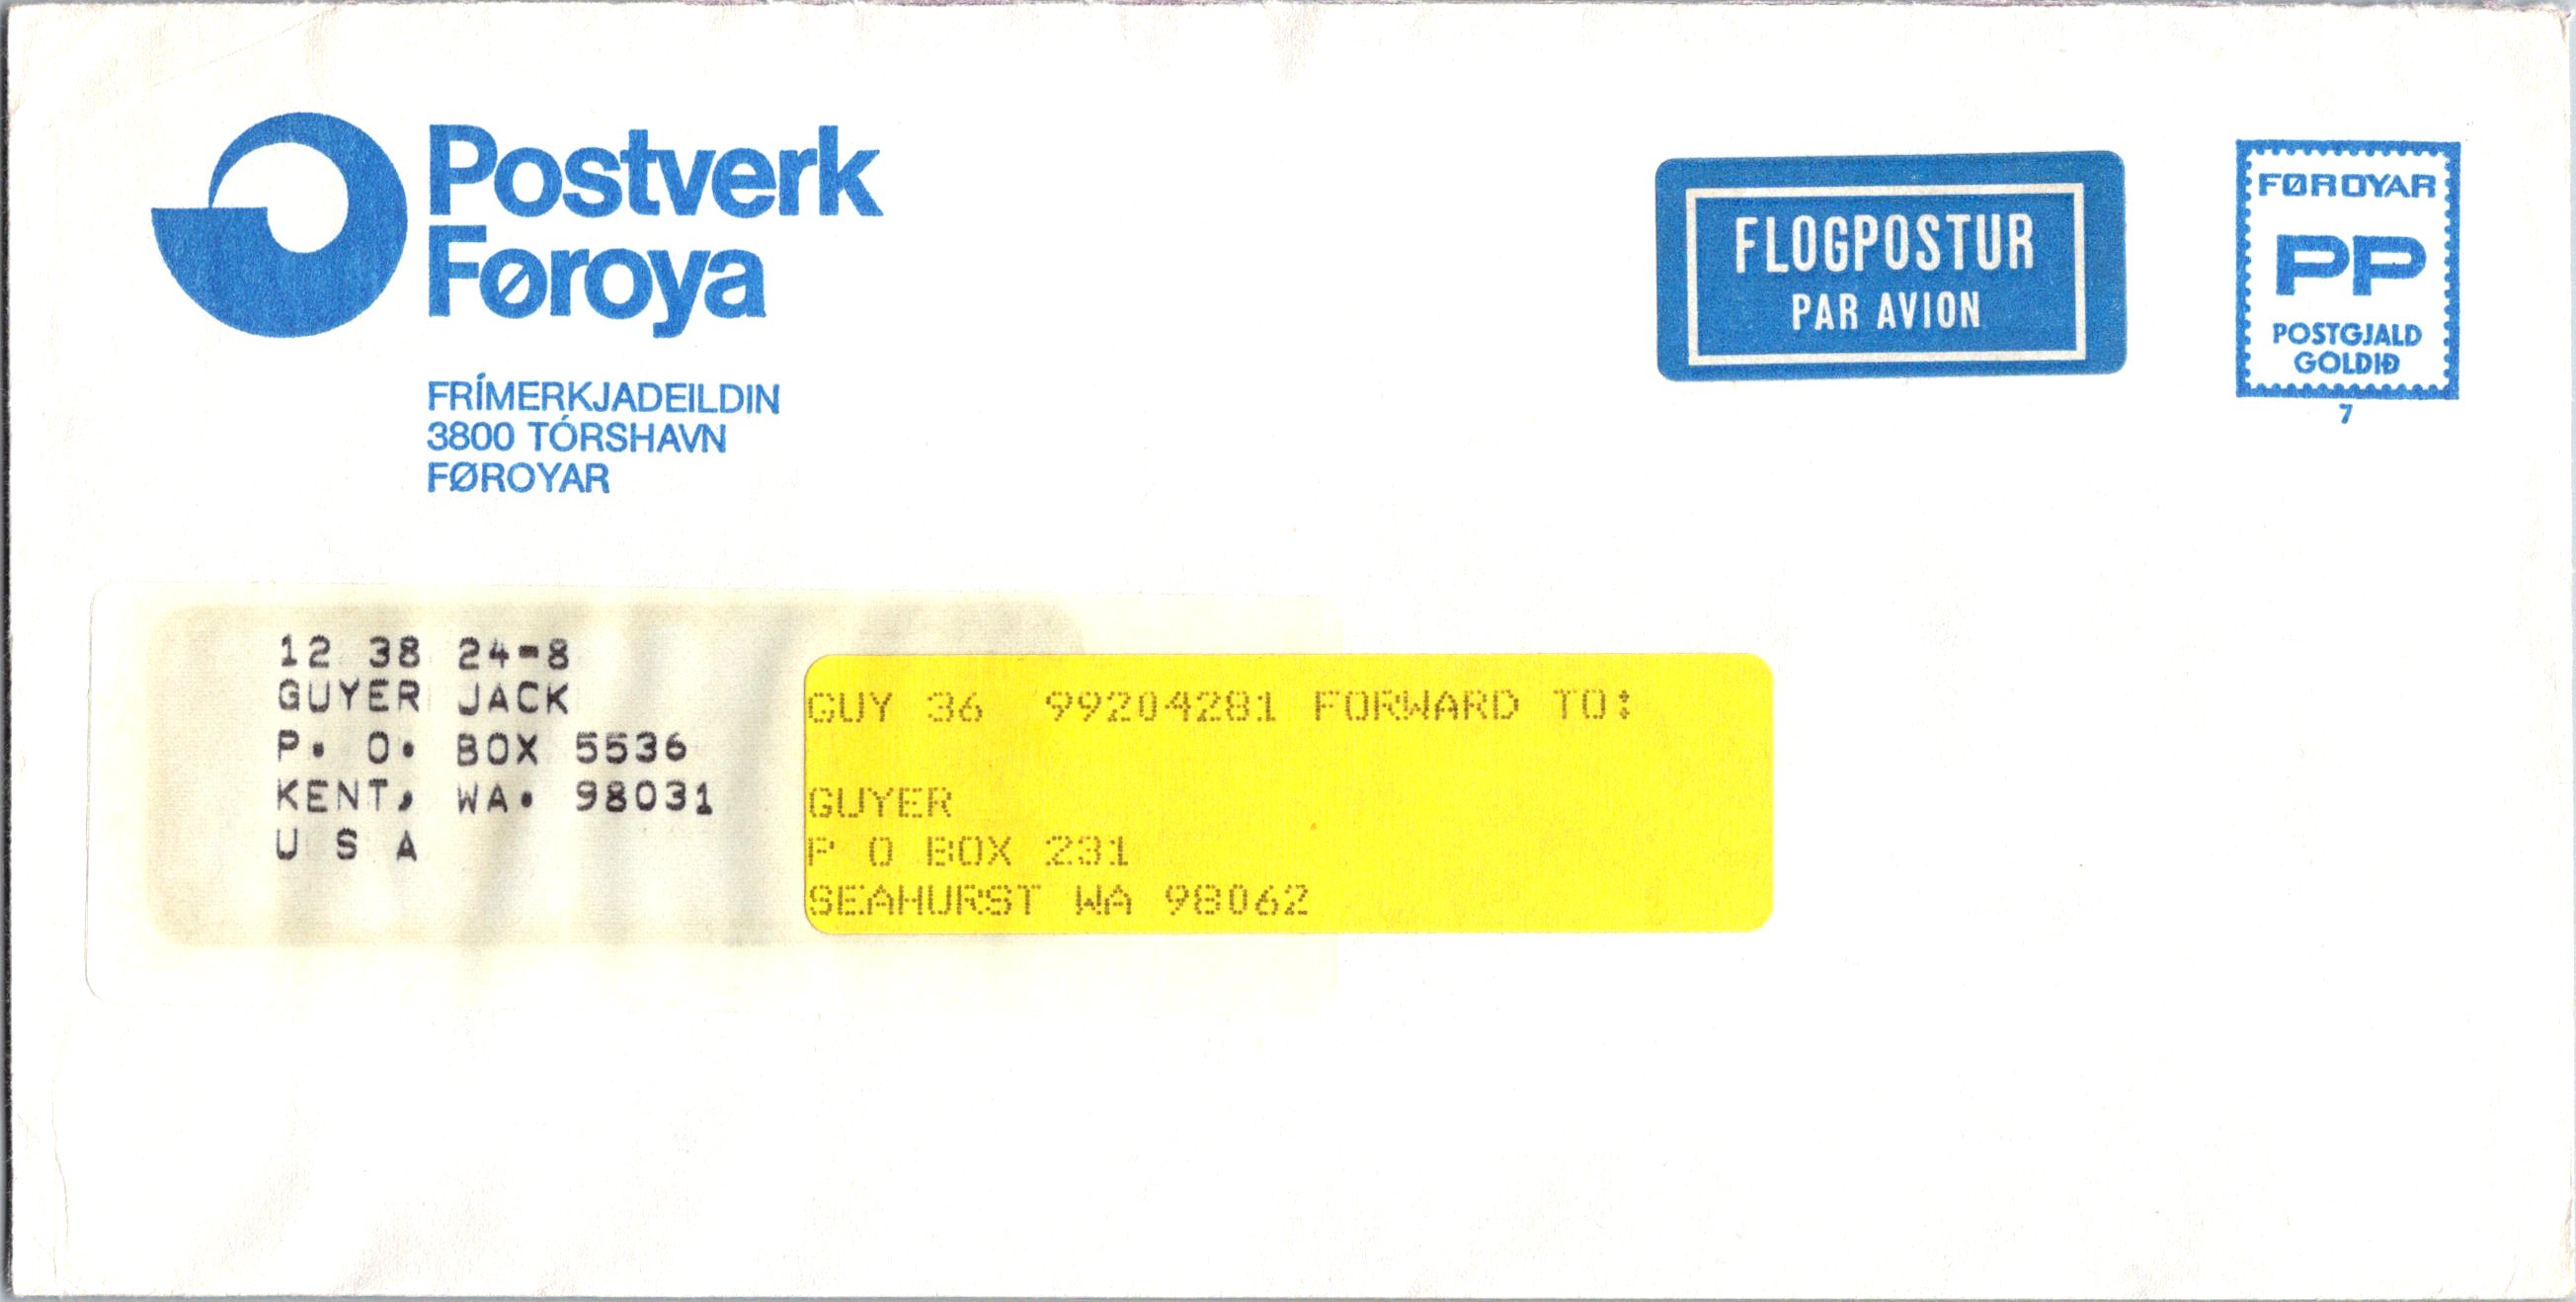 Postverk
Føroya
FRÍMERKJADEILDIN
3800 TÓRSHAVN
FØROYAR
FLOGPOSTUR
PAR AVION
FØROYAR
PP
POSTGJALD
GOLDIÐ
7
12 38 24-8
GUYER JACK
P. O. BOX 5536
KENT, WA. 98031
U S A
GUY 36 99204281 FORWARD TO:
GUYER
P O BOX 231
SEAHURST WA 98062